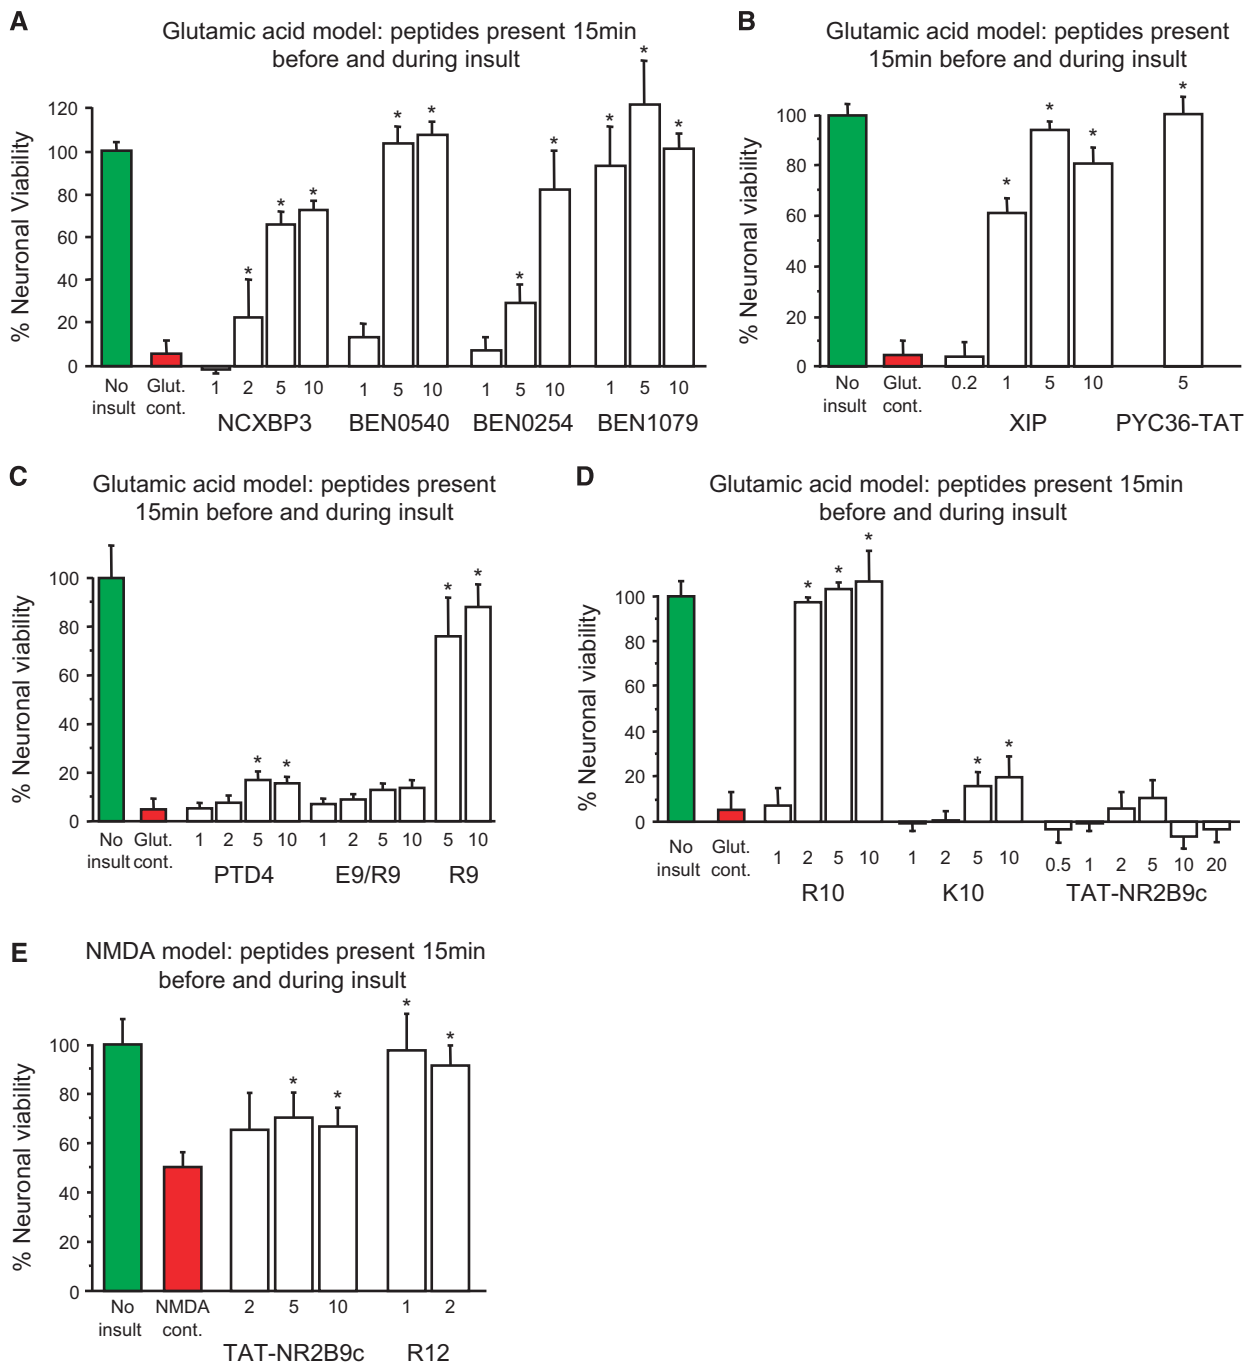 A
Glutamic acid model: peptides present 15min
before and during insult
% Neuronal Viability
120
100
80
60
40
20
0
* * * * * * * * * *
No insult Glut. cont. 1 2 5 10 1 5 10 1 5 10 1 5 10
NCXBP3 BEN0540 BEN0254 BEN1079
B
Glutamic acid model: peptides present
15min before and during insult
% Neuronal viability
100
80
60
40
20
0
* * * *
No insult Glut. cont. 0.2 1 5 10 5
XIP PYC36-TAT
C
Glutamic acid model: peptides present
15min before and during insult
% Neuronal viability
100
80
60
40
20
0
* * * *
No insult Glut. cont. 1 2 5 10 1 2 5 10 5 10
PTD4 E9/R9 R9
D
Glutamic acid model: peptides present 15min
before and during insult
% Neuronal viability
100
80
60
40
20
0
* * * * *
No insult Glut. cont. 1 2 5 10 1 2 5 10 0.5 1 2 5 10 20
R10 K10 TAT-NR2B9c
E
NMDA model: peptides present 15min
before and during insult
% Neuronal viability
100
80
60
40
20
0
* * * *
No insult NMDA cont. 2 5 10 1 2
TAT-NR2B9c R12